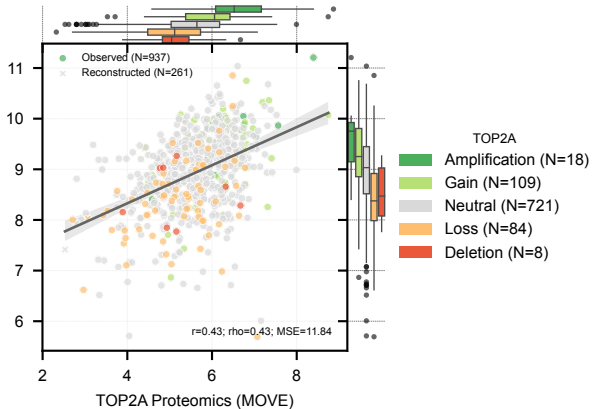 Observed (N=937)
Reconstructed (N=261)
11
10
9
8
7
6
r=0.43; rho=0.43; MSE=11.84
2
4
6
8
TOP2A Proteomics (MOVE)
TOP2A
Amplification (N=18)
Gain (N=109)
Neutral (N=721)
Loss (N=84)
Deletion (N=8)